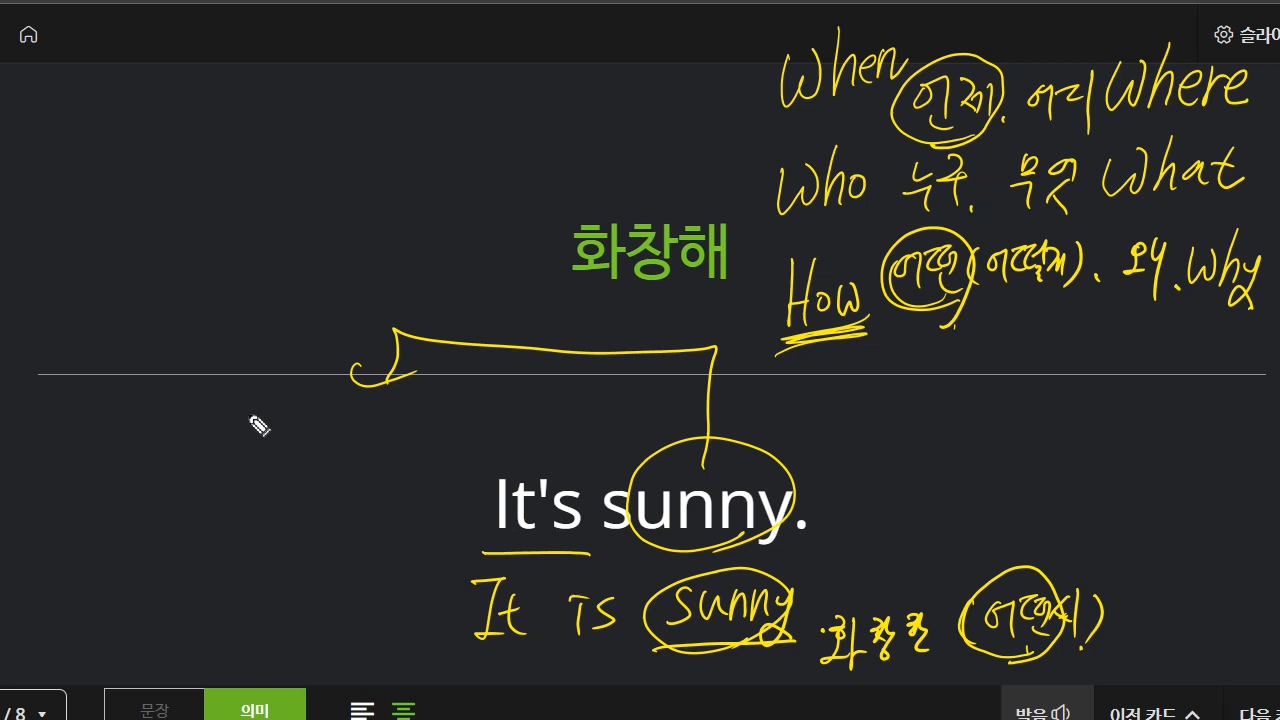 슬라이
When 언제. 어디 Where
Who 누구. 무엇 What
화창해
How 어떤 (어떻게). 왜. Why
It's sunny.
It is sunny. 화창한
/ 8
문장
의미
발음
이전 카드
다음